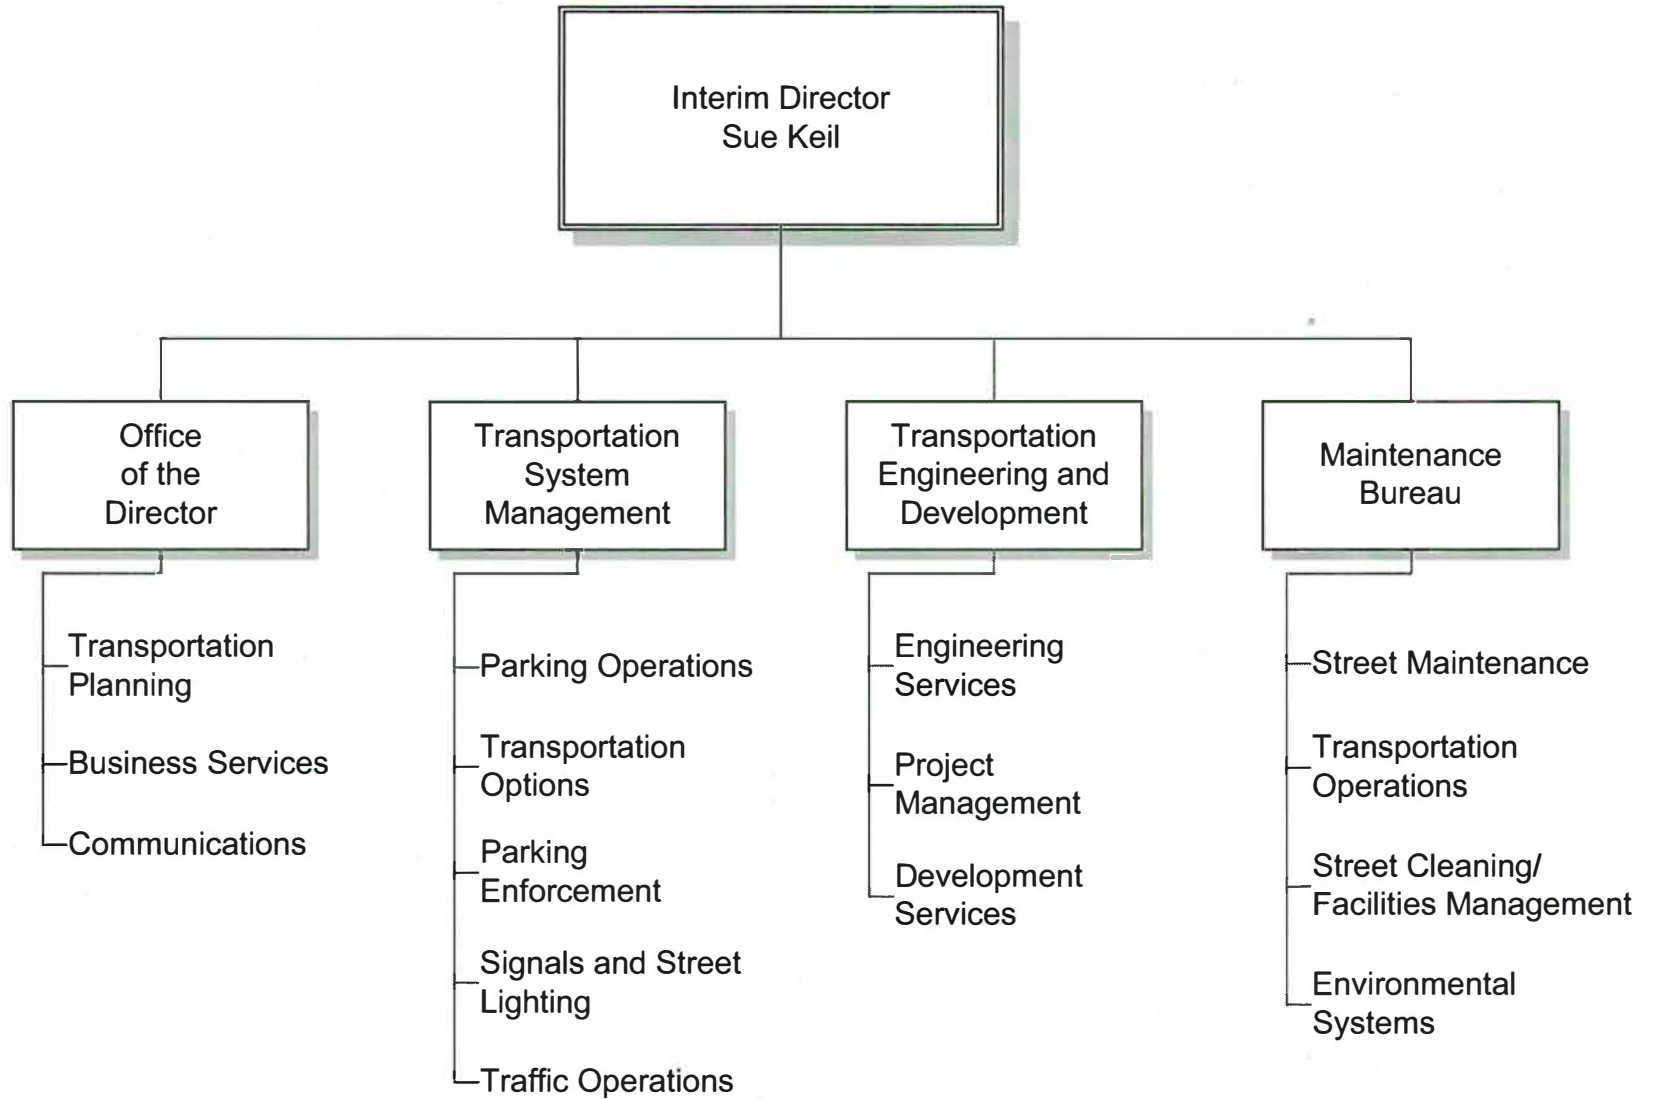 Interim Director
Sue Keil
Office
of the
Director
Transportation
Planning
Business Services
Communications
Transportation
System
Management
Parking Operations
Transportation
Options
Parking
Enforcement
Signals and Street
Lighting
Traffic Operations
Transportation
Engineering and
Development
Engineering
Services
Project
Management
Development
Services
Maintenance
Bureau
Street Maintenance
Transportation
Operations
Street Cleaning/
Facilities Management
Environmental
Systems